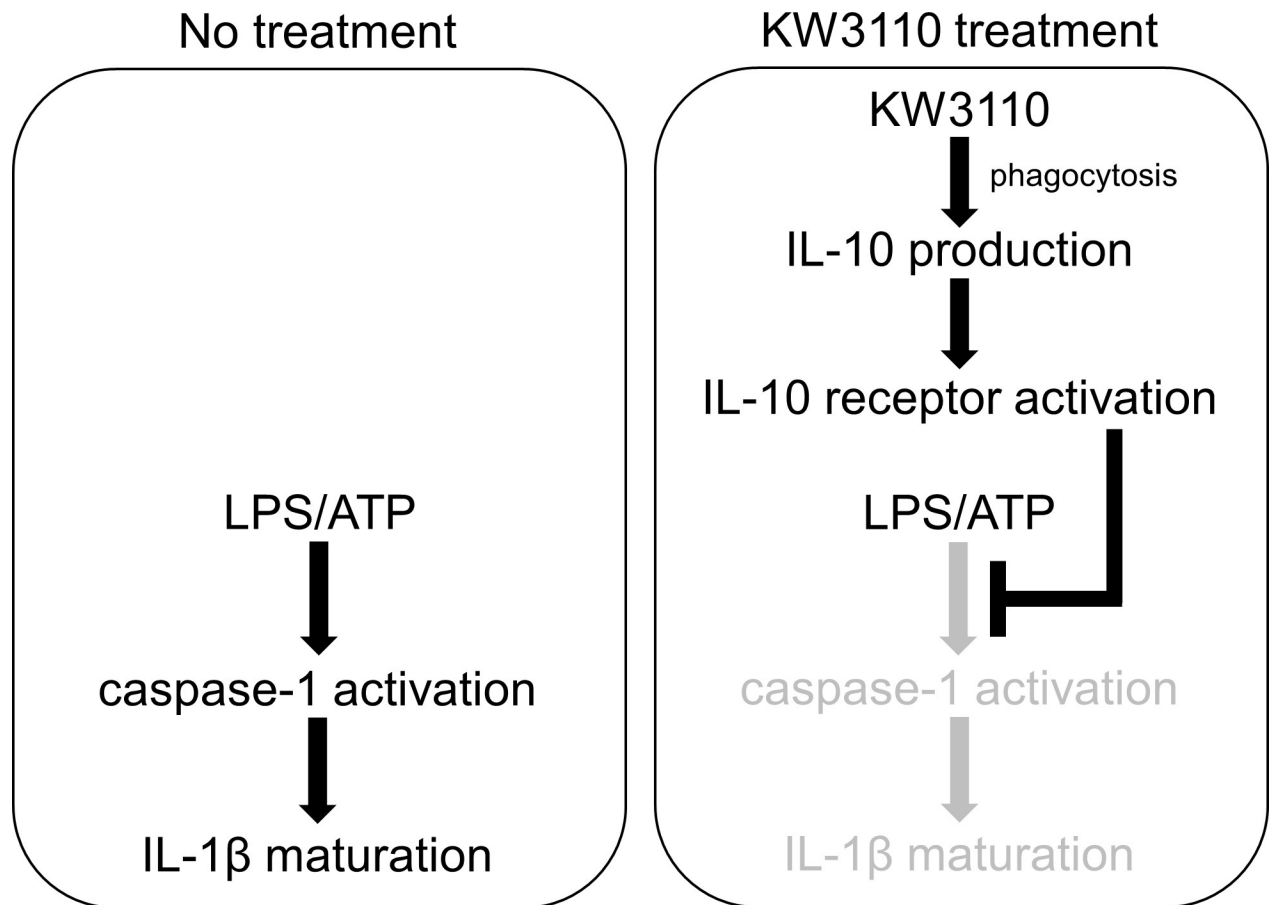 No treatment
LPS/ATP
caspase-1 activation
IL-1β maturation
KW3110 treatment
KW3110
phagocytosis
IL-10 production
IL-10 receptor activation
LPS/ATP
caspase-1 activation
IL-1β maturation